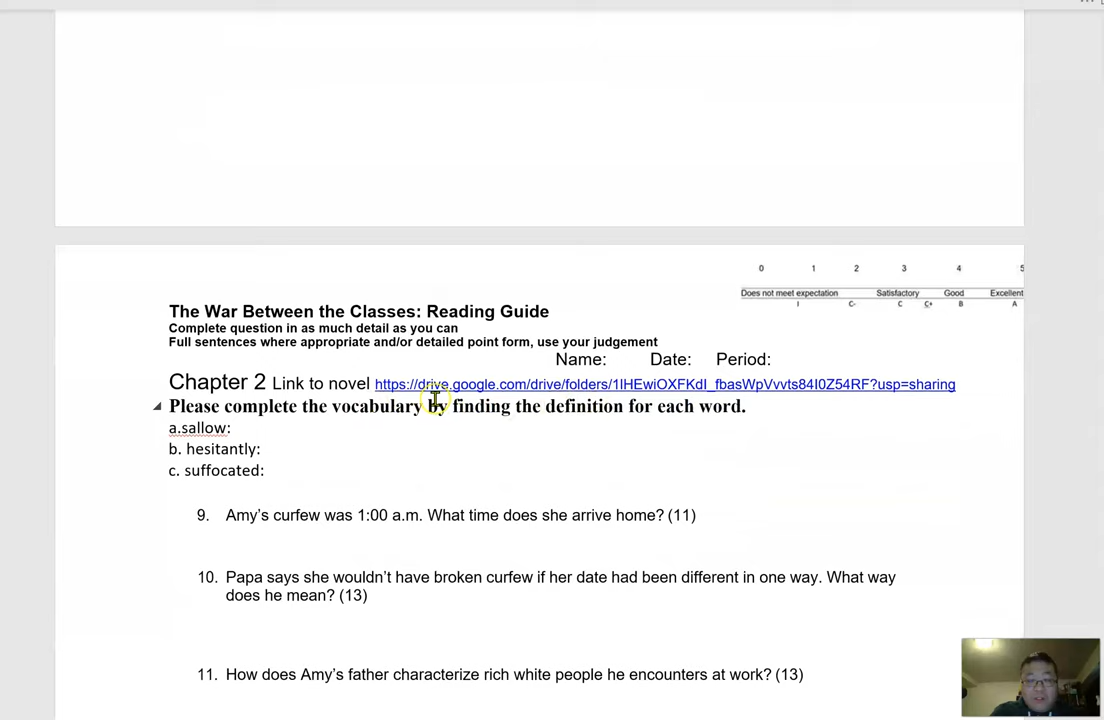 0 1 2 3 4 5
Does not meet expectation Satisfactory Good Excellent
I C- C C+ B A
The War Between the Classes: Reading Guide
Complete question in as much detail as you can
Full sentences where appropriate and/or detailed point form, use your judgement
Name: Date: Period:
Chapter 2 Link to novel https://drive.google.com/drive/folders/1IHEwiOXFKdI_fbasWpVvvts84I0Z54RF?usp=sharing
Please complete the vocabulary by finding the definition for each word.
a.sallow:
b. hesitantly:
c. suffocated:
9. Amy’s curfew was 1:00 a.m. What time does she arrive home? (11)
10. Papa says she wouldn’t have broken curfew if her date had been different in one way. What way
does he mean? (13)
11. How does Amy’s father characterize rich white people he encounters at work? (13)